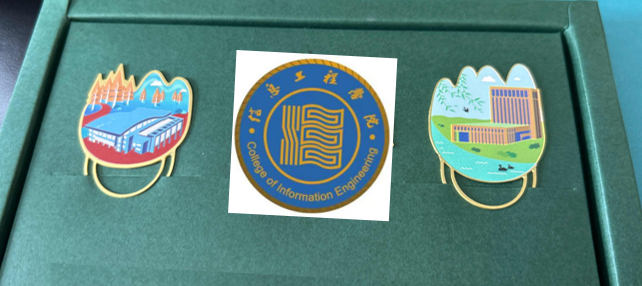 信息工程学院
College of Information Engineering